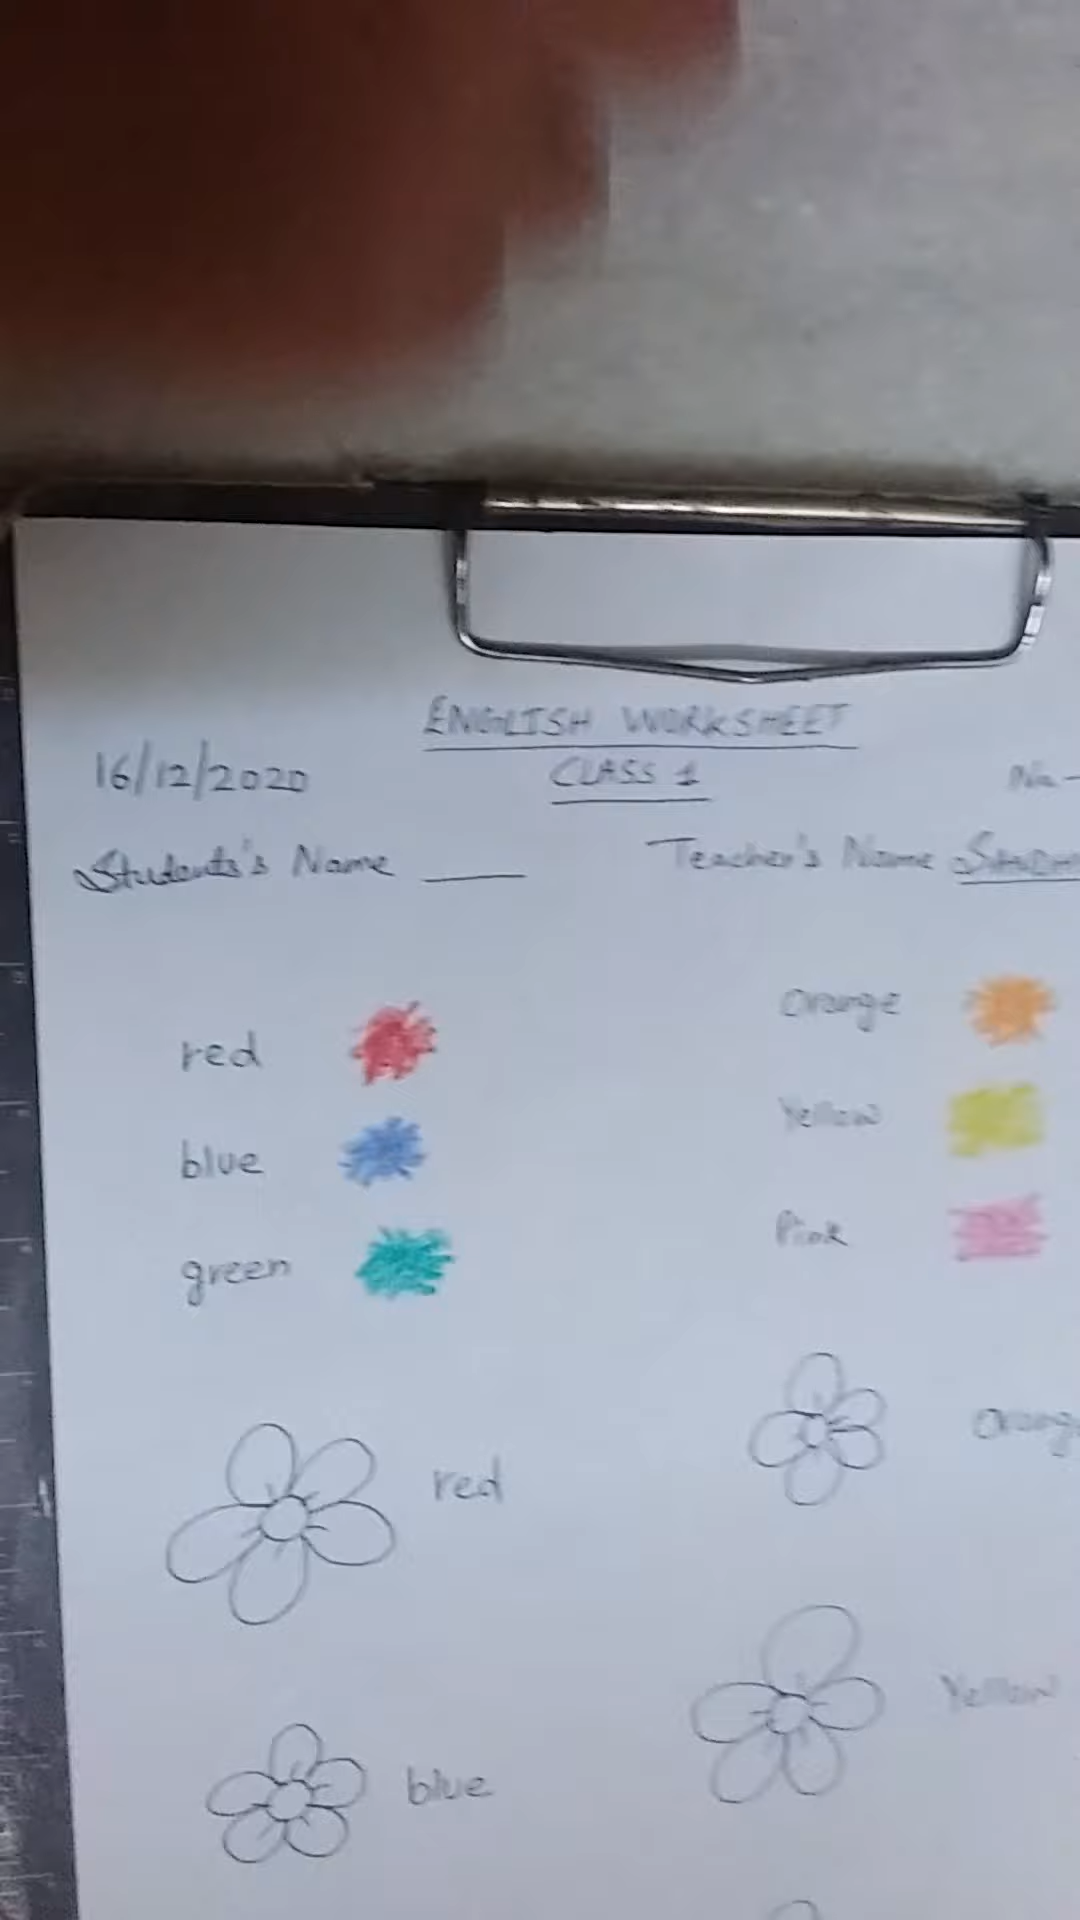 ENGLISH WORKSHEET
16/12/2020 CLASS 1
Students's Name Teacher's Name
red Orange
blue Yellow
green Pink
red
blue Yellow